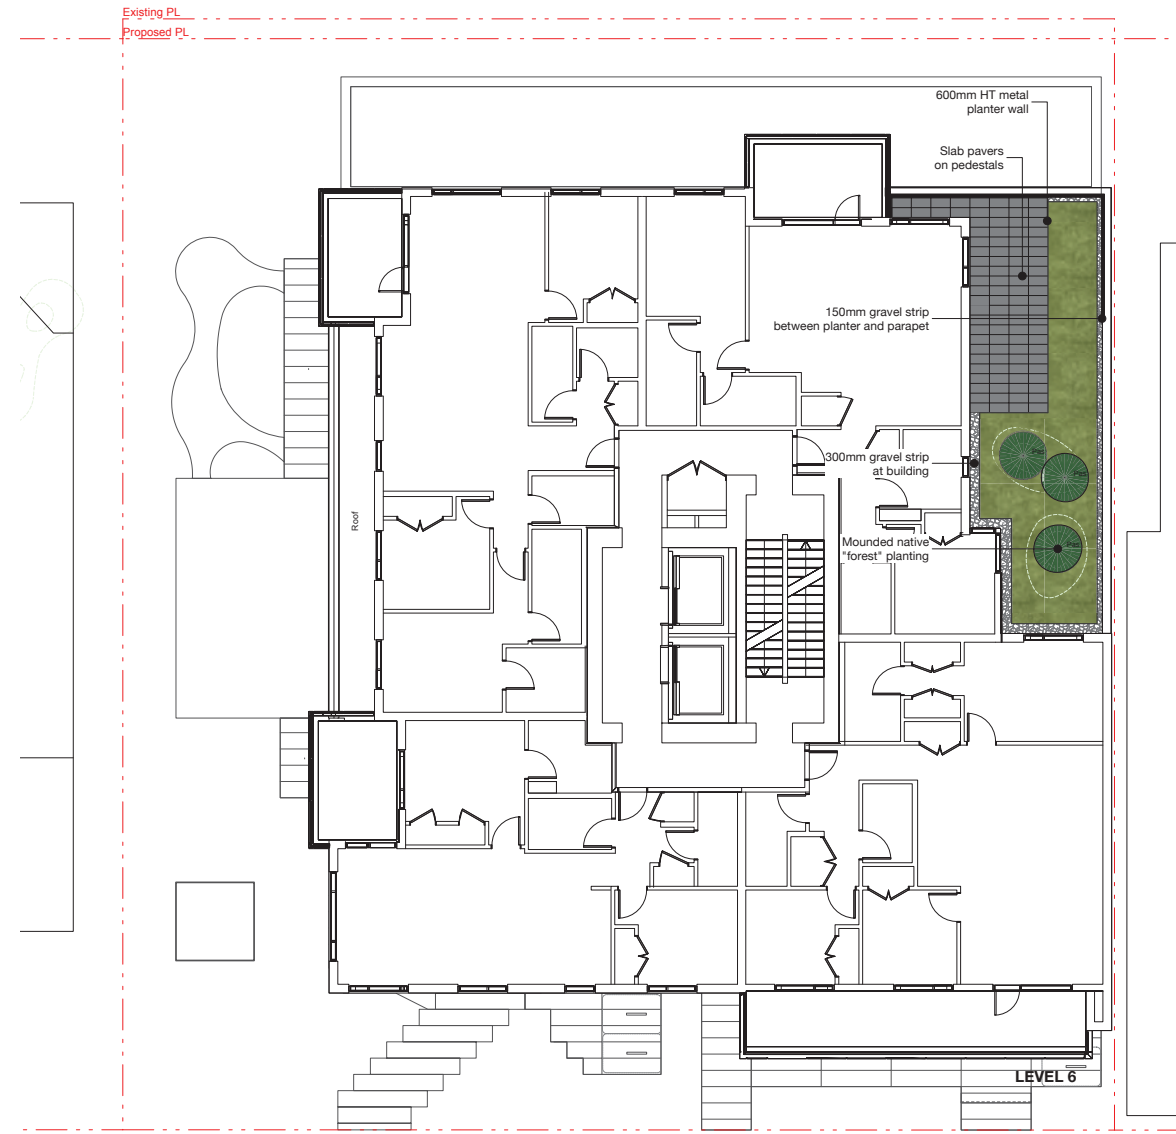 Existing PL
Proposed PL
600mm HT metal
planter wall
Slab pavers
on pedestals
150mm gravel strip
between planter and parapet
300mm gravel strip
at building
Roof
Mounded native
"forest" planting
LEVEL 6